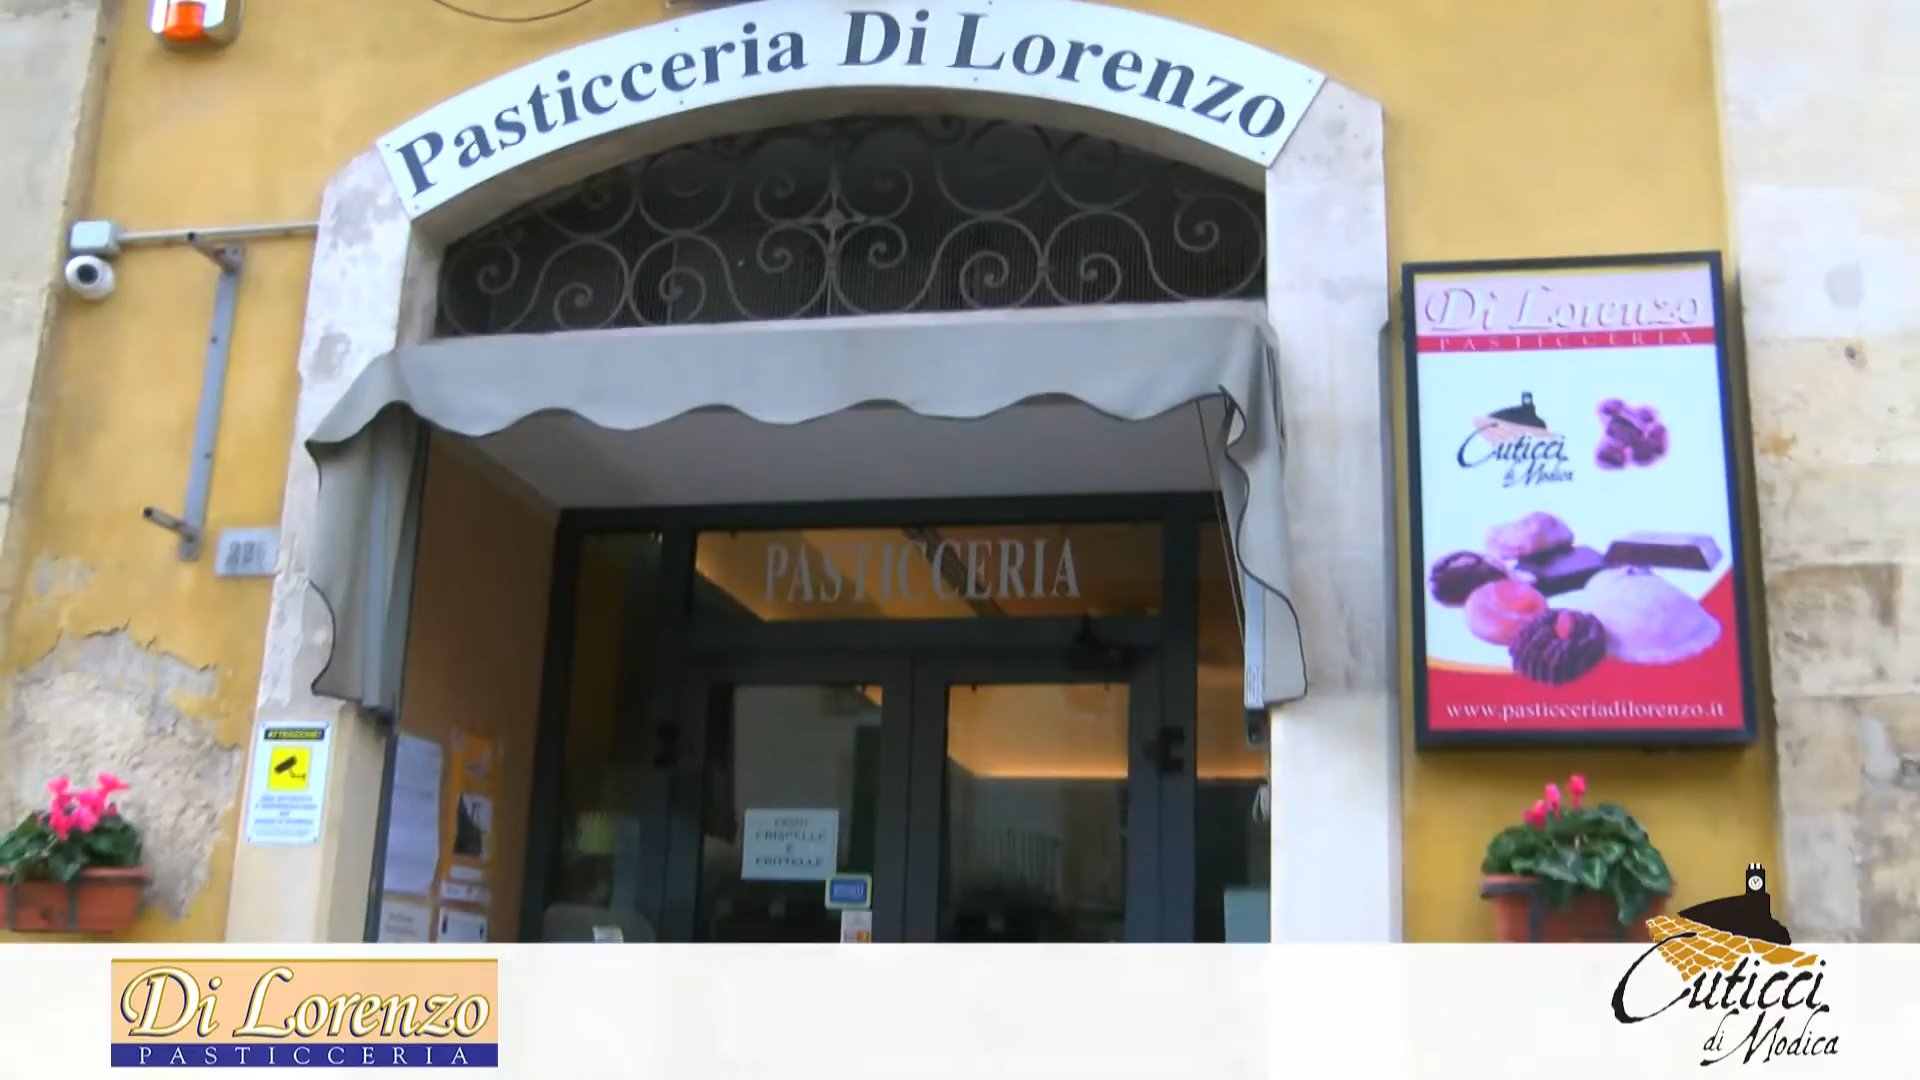 Pasticceria Di Lorenzo
Di Lorenzo
PASTICCERIA
Cuticci
di Modica
www.pasticceriadilorenzo.it
PASTICCERIA
ATTENZIONE!
Di Lorenzo
PASTICCERIA
Cuticci
di Modica